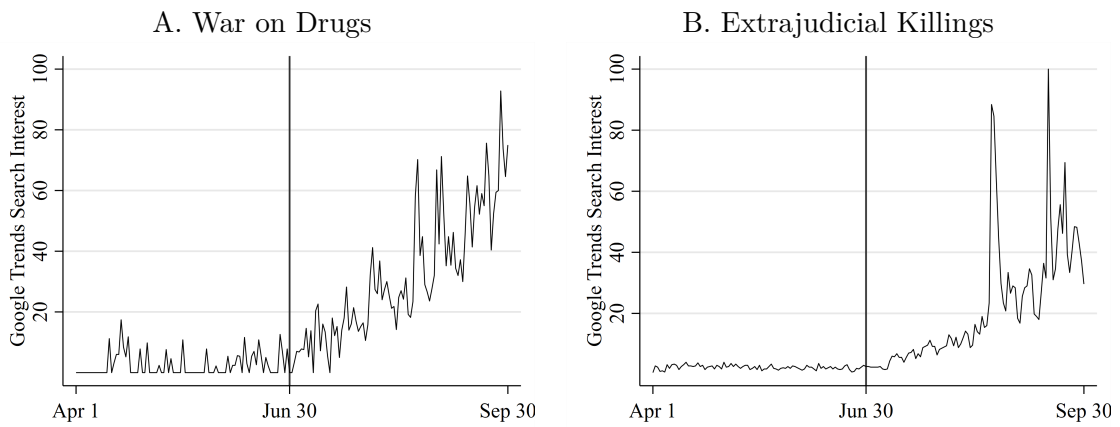 A. War on Drugs
Google Trends Search Interest
100
80
60
40
20
Apr 1
Jun 30
Sep 30
B. Extrajudicial Killings
Google Trends Search Interest
100
80
60
40
20
Apr 1
Jun 30
Sep 30